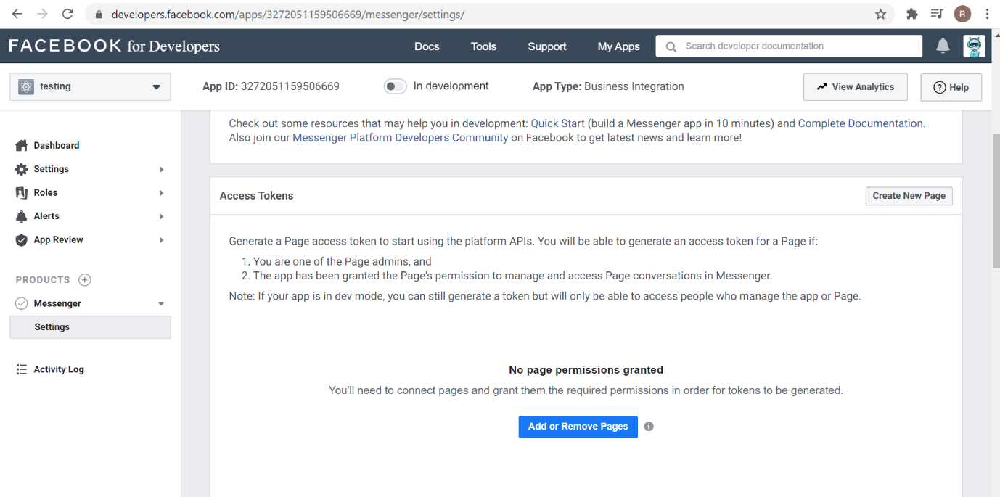 developers.facebook.com/apps/3272051159506669/messenger/settings/
R
FACEBOOK for Developers
Docs
Tools
Support
My Apps
Search developer documentation
testing
App ID: 3272051159506669
In development
App Type: Business Integration
View Analytics
Help
Dashboard
Settings
Roles
Alerts
App Review
PRODUCTS
Messenger
Settings
Activity Log
Check out some resources that may help you in development: Quick Start (build a Messenger app in 10 minutes) and Complete Documentation.
Also join our Messenger Platform Developers Community on Facebook to get latest news and learn more!
Access Tokens
Create New Page
Generate a Page access token to start using the platform APIs. You will be able to generate an access token for a Page if:
1. You are one of the Page admins, and
2. The app has been granted the Page's permission to manage and access Page conversations in Messenger.
Note: If your app is in dev mode, you can still generate a token but will only be able to access people who manage the app or Page.
No page permissions granted
You'll need to connect pages and grant them the required permissions in order for tokens to be generated.
Add or Remove Pages